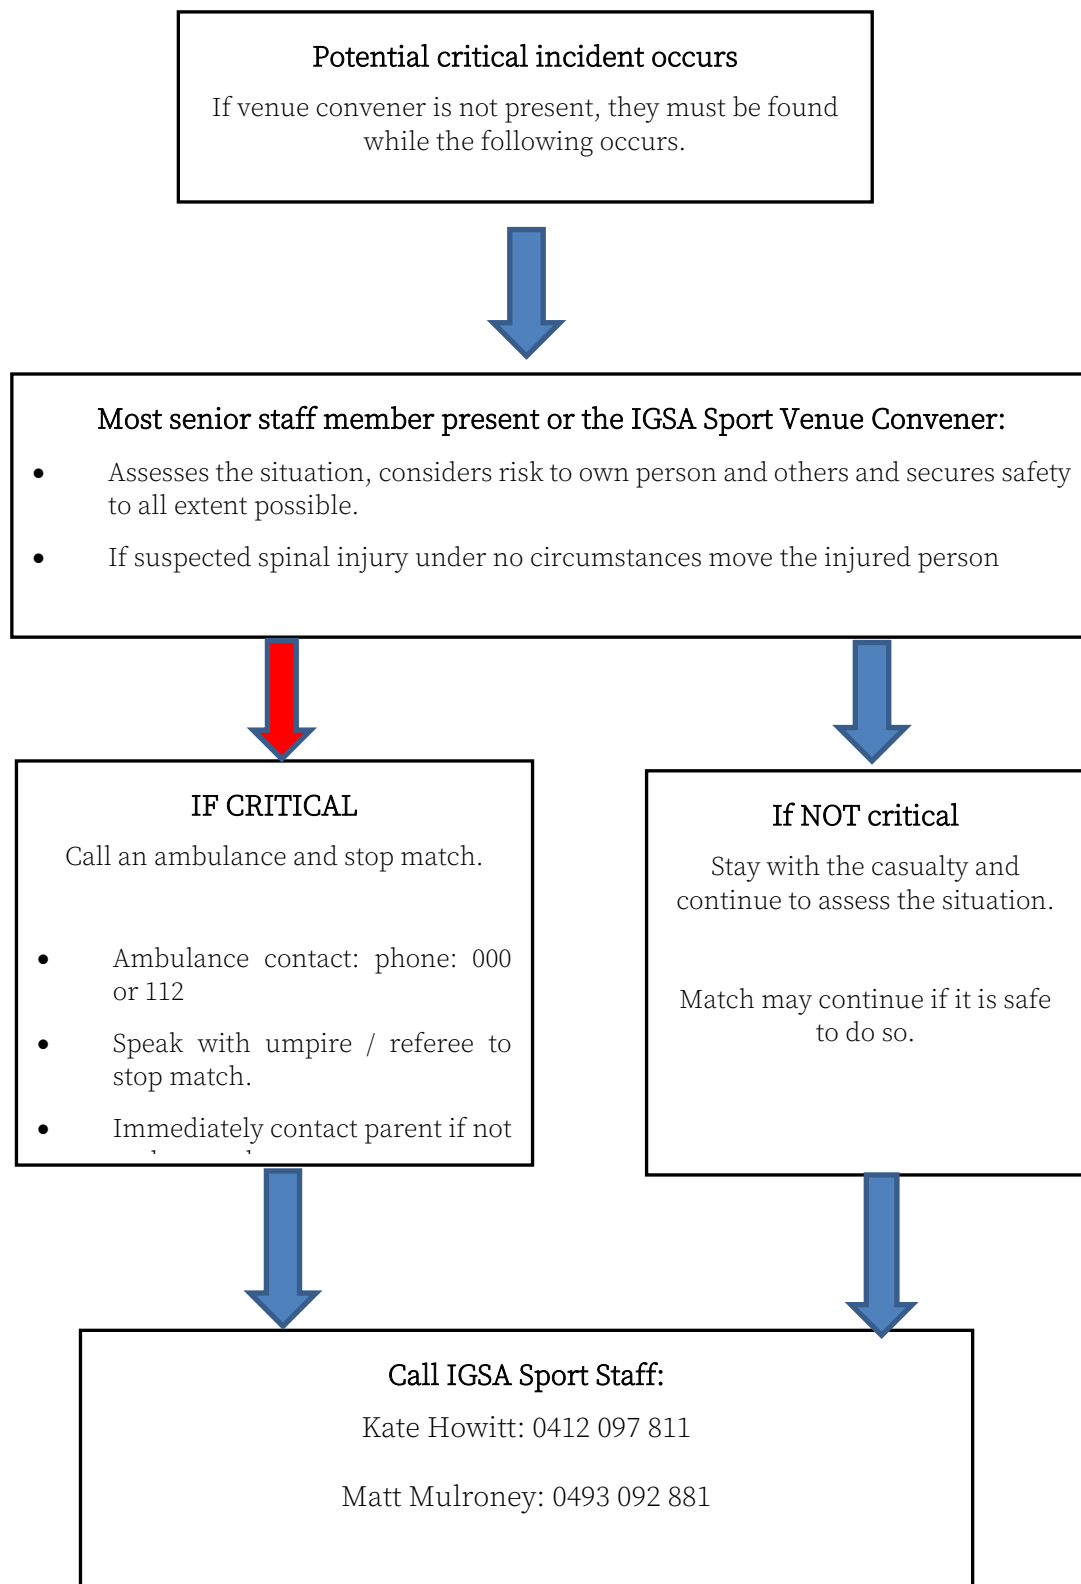 Potential critical incident occurs
If venue convener is not present, they must be found
while the following occurs.
Most senior staff member present or the IGSA Sport Venue Convener:
• Assesses the situation, considers risk to own person and others and secures safety
to all extent possible.
• If suspected spinal injury under no circumstances move the injured person
IF CRITICAL
Call an ambulance and stop match.
• Ambulance contact: phone: 000
or 112
• Speak with umpire / referee to
stop match.
• Immediately contact parent if not
If NOT critical
Stay with the casualty and
continue to assess the situation.
Match may continue if it is safe
to do so.
Call IGSA Sport Staff:
Kate Howitt: 0412 097 811
Matt Mulroney: 0493 092 881